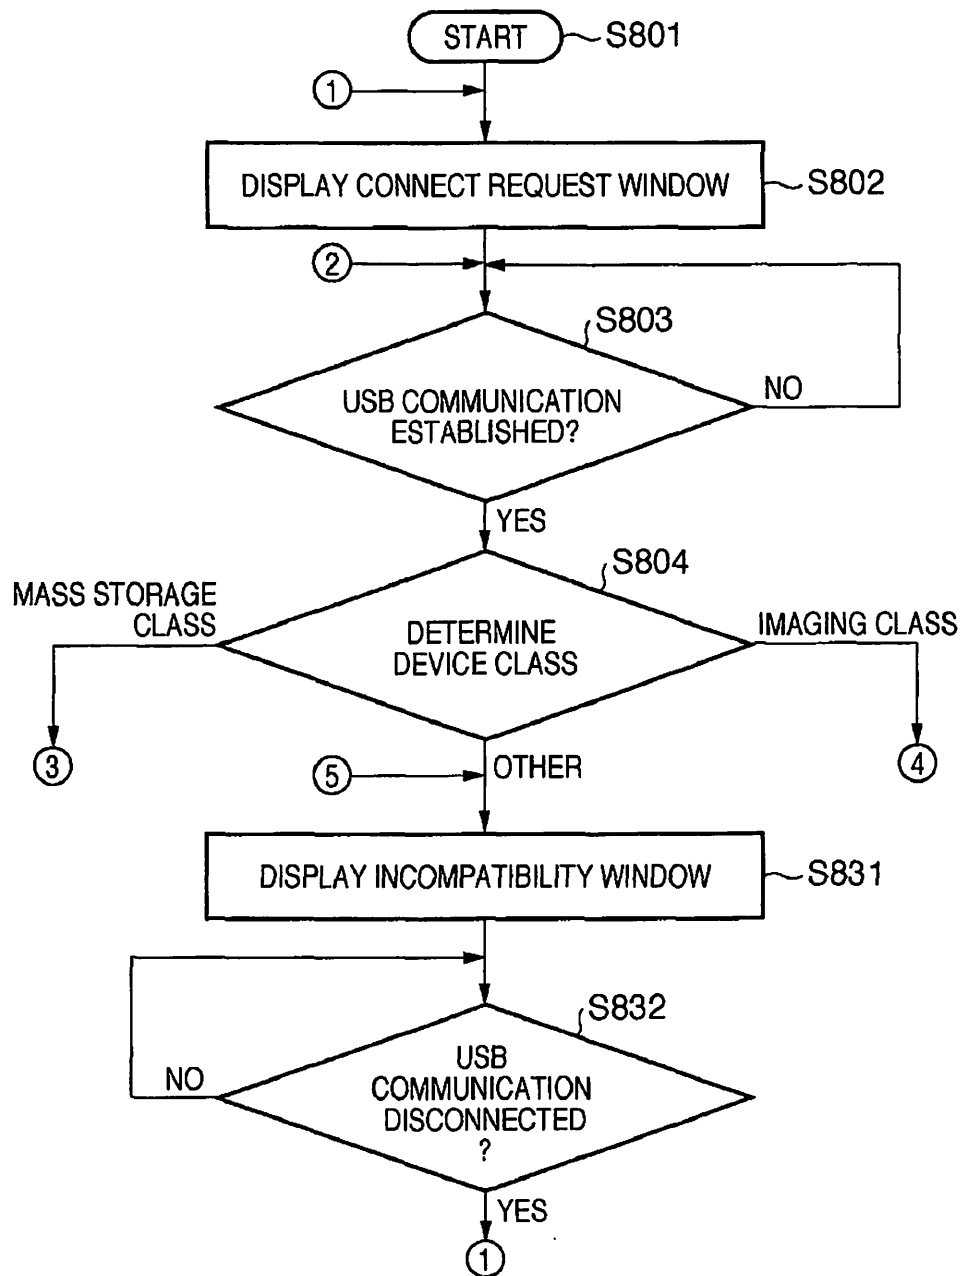 START
S801
1
DISPLAY CONNECT REQUEST WINDOW
S802
2
S803
USB COMMUNICATION
ESTABLISHED?
NO
YES
S804
MASS STORAGE
CLASS
DETERMINE
DEVICE CLASS
IMAGING CLASS
3
5
OTHER
4
DISPLAY INCOMPATIBILITY WINDOW
S831
S832
USB
COMMUNICATION
DISCONNECTED
?
NO
YES
1